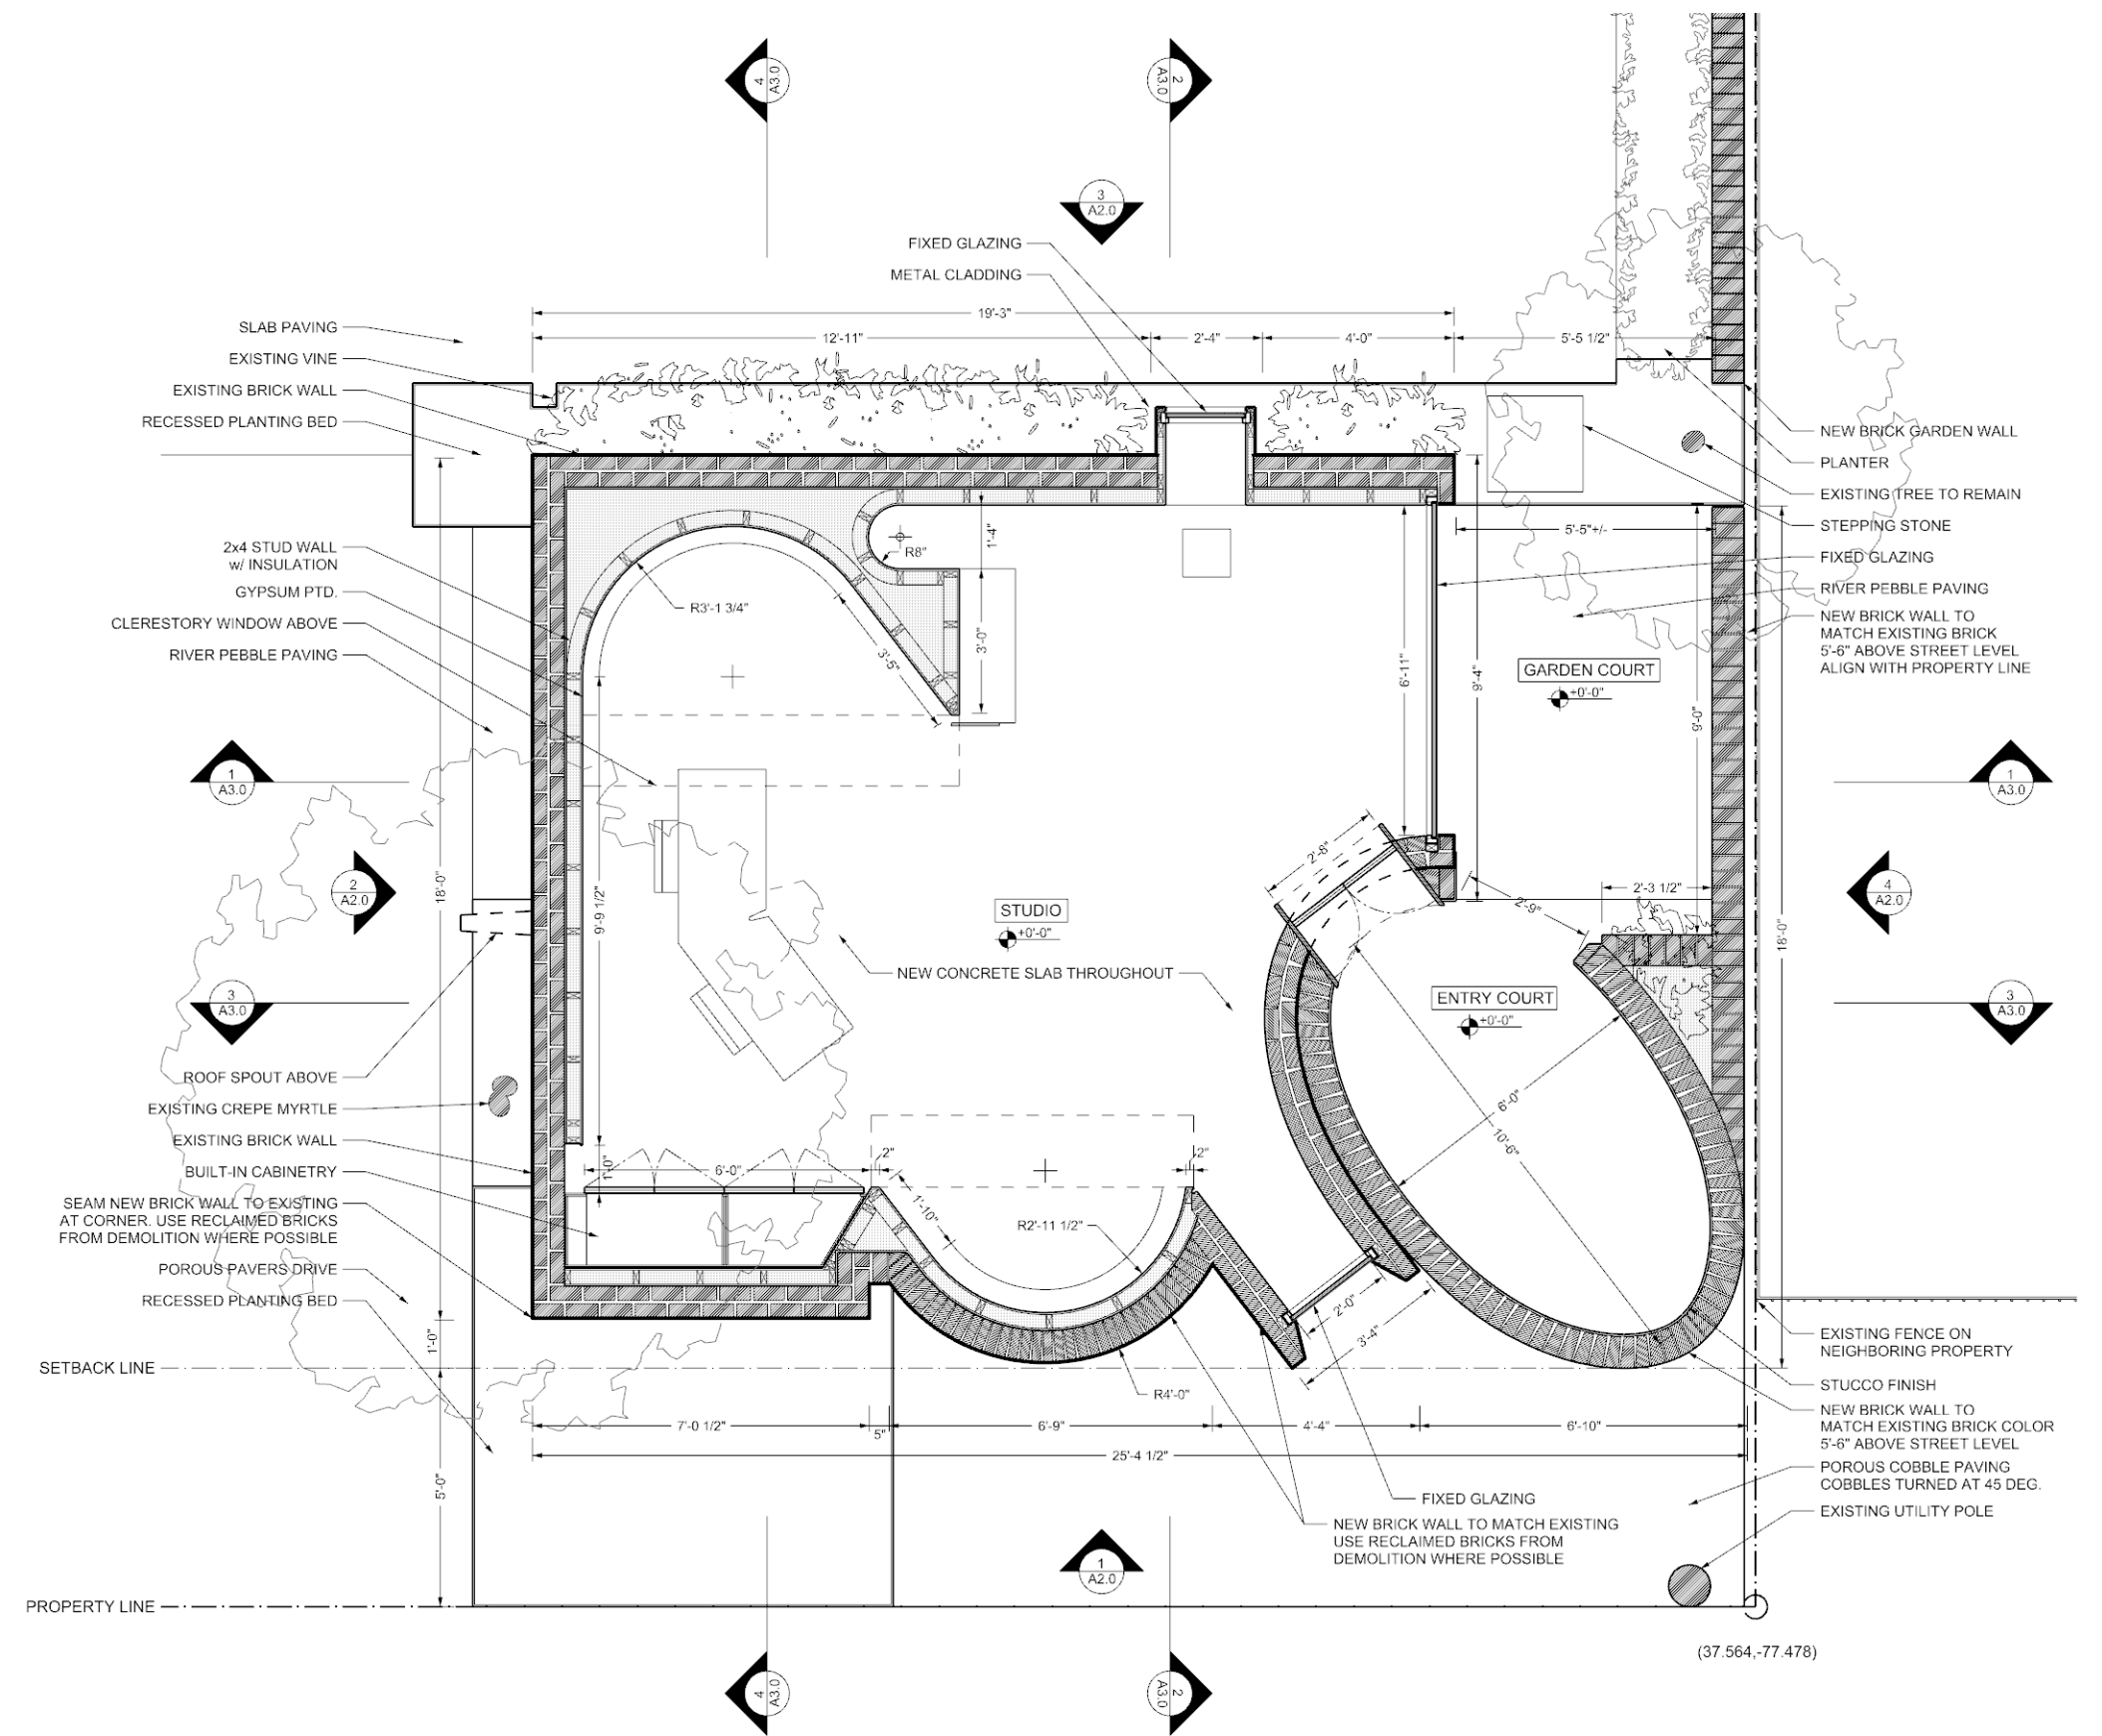 4
A3.0
2
A3.0
3
A2.0
FIXED GLAZING
METAL CLADDING
19'-3"
12'-11"
2'-4"
4'-0"
5'-5 1/2"
SLAB PAVING
EXISTING VINE
EXISTING BRICK WALL
RECESSED PLANTING BED
2x4 STUD WALL
w/ INSULATION
GYPSUM PTD.
CLERESTORY WINDOW ABOVE
RIVER PEBBLE PAVING
1
A3.0
2
A2.0
3
A3.0
ROOF SPOUT ABOVE
EXISTING CREPE MYRTLE
EXISTING BRICK WALL
BUILT-IN CABINETRY
SEAM NEW BRICK WALL TO EXISTING
AT CORNER. USE RECLAIMED BRICKS
FROM DEMOLITION WHERE POSSIBLE
POROUS PAVERS DRIVE
RECESSED PLANTING BED
SETBACK LINE
PROPERTY LINE
18'-0"
1'-0"
5'-0"
R3'-1 3/4"
R8"
1'-4"
3'-0"
3'-5"
9'-9 1/2"
1'-0"
6'-0"
2"
2"
1'-10"
R2'-11 1/2"
R4'-0"
STUDIO
+0'-0"
NEW CONCRETE SLAB THROUGHOUT
6'-11"
9'-4"
5'-5"+/-
GARDEN COURT
+0'-0"
9'-0"
2'-8"
2'-9"
2'-3 1/2"
ENTRY COURT
+0'-0"
6'-0"
10'-6"
18'-0"
2'-0"
3'-4"
7'-0 1/2"
5"
6'-9"
4'-4"
6'-10"
25'-4 1/2"
FIXED GLAZING
NEW BRICK WALL TO MATCH EXISTING
USE RECLAIMED BRICKS FROM
DEMOLITION WHERE POSSIBLE
NEW BRICK GARDEN WALL
PLANTER
EXISTING TREE TO REMAIN
STEPPING STONE
FIXED GLAZING
RIVER PEBBLE PAVING
NEW BRICK WALL TO
MATCH EXISTING BRICK
5'-6" ABOVE STREET LEVEL
ALIGN WITH PROPERTY LINE
1
A3.0
4
A2.0
3
A3.0
EXISTING FENCE ON
NEIGHBORING PROPERTY
STUCCO FINISH
NEW BRICK WALL TO
MATCH EXISTING BRICK COLOR
5'-6" ABOVE STREET LEVEL
POROUS COBBLE PAVING
COBBLES TURNED AT 45 DEG.
EXISTING UTILITY POLE
1
A2.0
4
A3.0
2
A3.0
(37.564,-77.478)